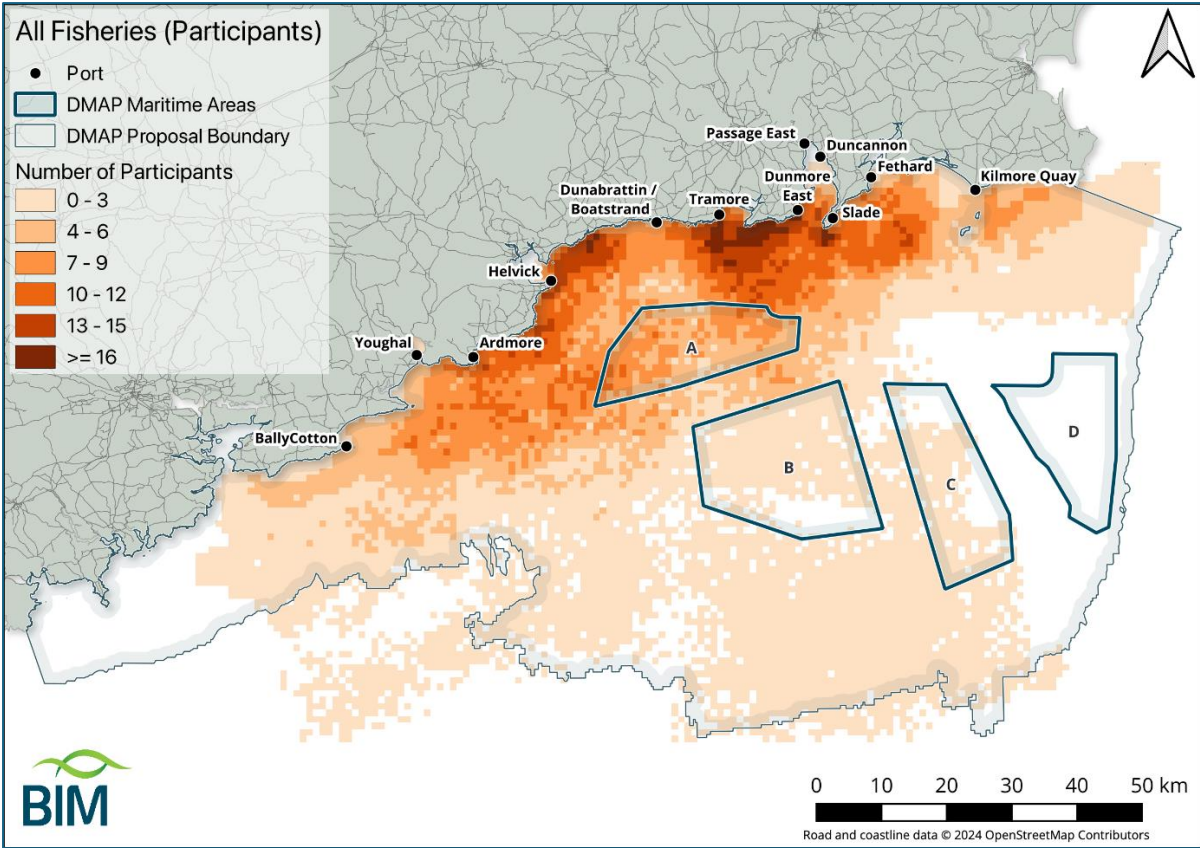 All Fisheries (Participants)
Port
DMAP Maritime Areas
DMAP Proposal Boundary
Number of Participants
0 - 3
4 - 6
7 - 9
10 - 12
13 - 15
>= 16
Passage East
Duncannon
Fethard
Kilmore Quay
Dunmore
East
Slade
Tramore
Dunabrattin /
Boatstrand
Helvick
Youghal
Ardmore
BallyCotton
A
B
C
D
BIM
0 10 20 30 40 50 km
Road and coastline data © 2024 OpenStreetMap Contributors